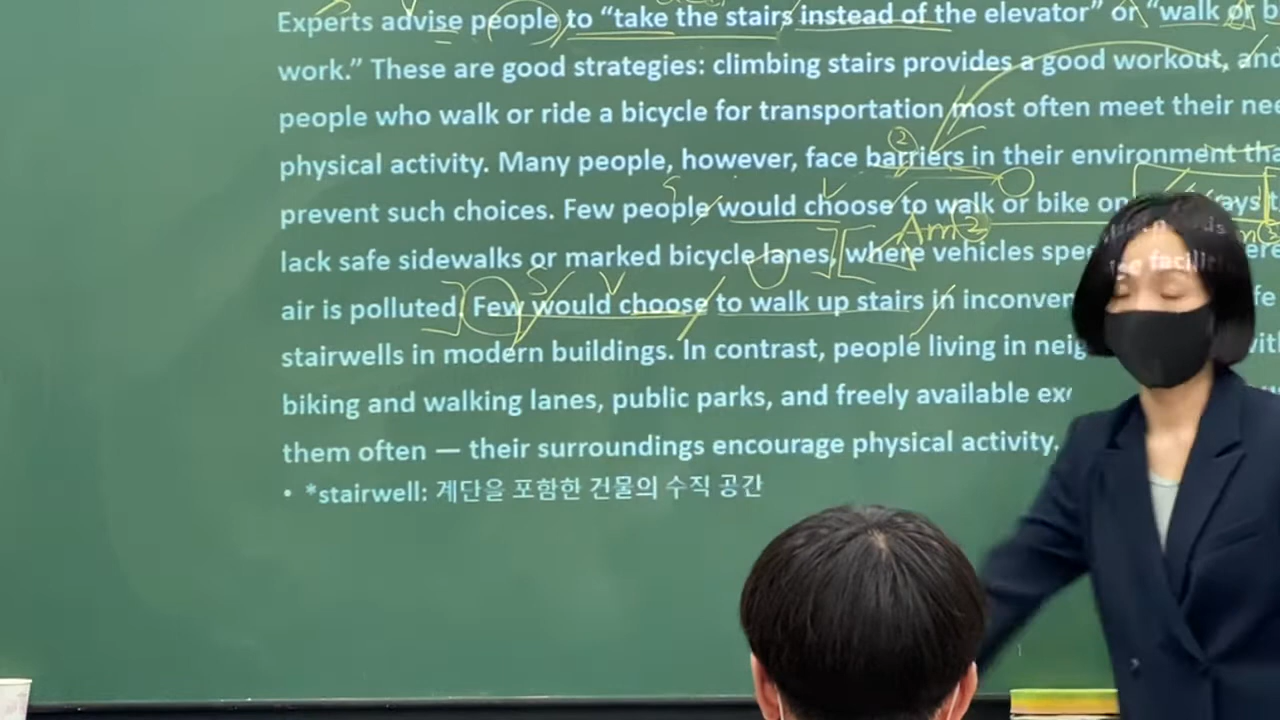 Experts advise people to “take the stairs instead of the elevator” or “walk or b
work.” These are good strategies: climbing stairs provides a good workout, and
people who walk or ride a bicycle for transportation most often meet their nee
physical activity. Many people, however, face barriers in their environment tha
prevent such choices. Few people would choose to walk or bike on
lack safe sidewalks or marked bicycle lanes, where vehicles spe
air is polluted. Few would choose to walk up stairs in inconven
stairwells in modern buildings. In contrast, people living in neig
biking and walking lanes, public parks, and freely available ex
them often — their surroundings encourage physical activity.
• *stairwell: 계단을 포함한 건물의 수직 공간